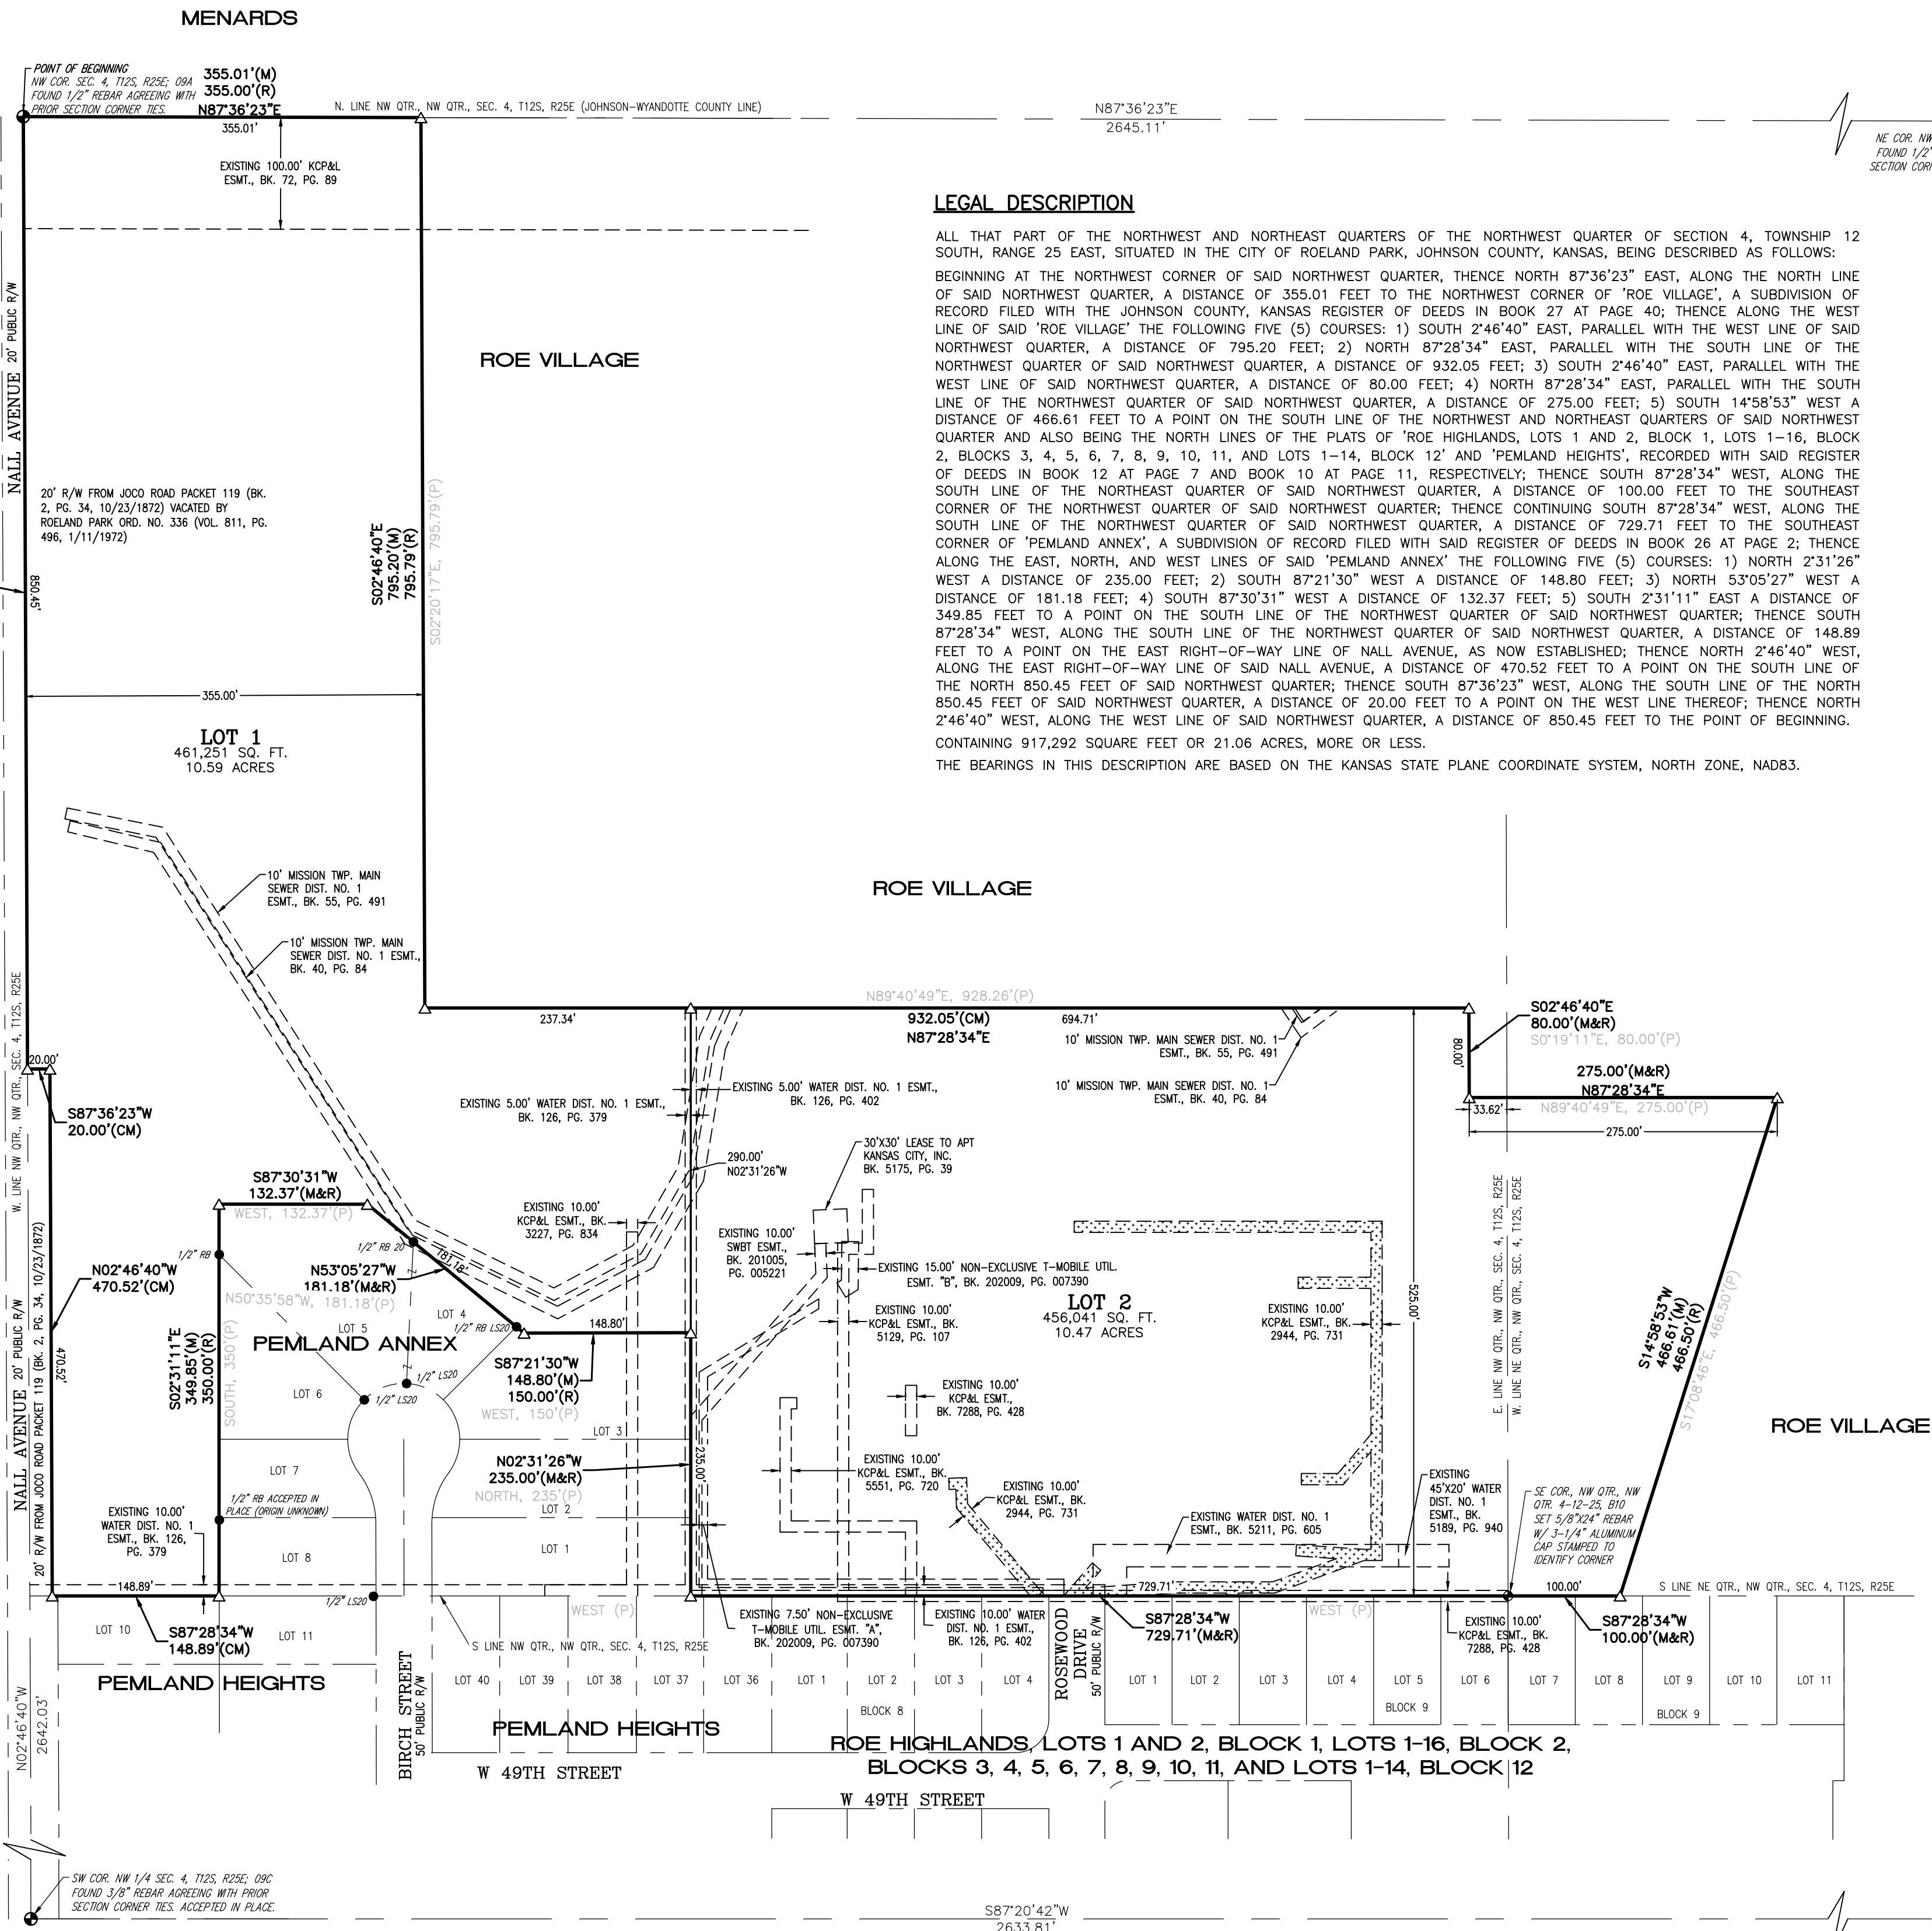 MENARDS
POINT OF BEGINNING
NW COR. SEC. 4, T12S, R25E; 09A
FOUND 1/2" REBAR AGREEING WITH
PRIOR SECTION CORNER TIES.
355.01'(M)
355.00'(R)
N87°36'23"E
355.01'
N. LINE NW QTR., NW QTR., SEC. 4, T12S, R25E (JOHNSON-WYANDOTTE COUNTY LINE)
N87°36'23"E
2645.11'
NE COR. NW
FOUND 1/2"
SECTION COR
EXISTING 100.00' KCP&L
ESMT., BK. 72, PG. 89
LEGAL DESCRIPTION
ALL THAT PART OF THE NORTHWEST AND NORTHEAST QUARTERS OF THE NORTHWEST QUARTER OF SECTION 4, TOWNSHIP 12
SOUTH, RANGE 25 EAST, SITUATED IN THE CITY OF ROELAND PARK, JOHNSON COUNTY, KANSAS, BEING DESCRIBED AS FOLLOWS:
BEGINNING AT THE NORTHWEST CORNER OF SAID NORTHWEST QUARTER, THENCE NORTH 87°36'23" EAST, ALONG THE NORTH LINE
OF SAID NORTHWEST QUARTER, A DISTANCE OF 355.01 FEET TO THE NORTHWEST CORNER OF 'ROE VILLAGE', A SUBDIVISION OF
RECORD FILED WITH THE JOHNSON COUNTY, KANSAS REGISTER OF DEEDS IN BOOK 27 AT PAGE 40; THENCE ALONG THE WEST
LINE OF SAID 'ROE VILLAGE' THE FOLLOWING FIVE (5) COURSES: 1) SOUTH 2°46'40" EAST, PARALLEL WITH THE WEST LINE OF SAID
NORTHWEST QUARTER, A DISTANCE OF 795.20 FEET; 2) NORTH 87°28'34" EAST, PARALLEL WITH THE SOUTH LINE OF THE
NORTHWEST QUARTER OF SAID NORTHWEST QUARTER, A DISTANCE OF 932.05 FEET; 3) SOUTH 2°46'40" EAST, PARALLEL WITH THE
WEST LINE OF SAID NORTHWEST QUARTER, A DISTANCE OF 80.00 FEET; 4) NORTH 87°28'34" EAST, PARALLEL WITH THE SOUTH
LINE OF THE NORTHWEST QUARTER OF SAID NORTHWEST QUARTER, A DISTANCE OF 275.00 FEET; 5) SOUTH 14°58'53" WEST A
DISTANCE OF 466.61 FEET TO A POINT ON THE SOUTH LINE OF THE NORTHWEST AND NORTHEAST QUARTERS OF SAID NORTHWEST
QUARTER AND ALSO BEING THE NORTH LINES OF THE PLATS OF 'ROE HIGHLANDS, LOTS 1 AND 2, BLOCK 1, LOTS 1-16, BLOCK
2, BLOCKS 3, 4, 5, 6, 7, 8, 9, 10, 11, AND LOTS 1-14, BLOCK 12' AND 'PEMLAND HEIGHTS', RECORDED WITH SAID REGISTER
OF DEEDS IN BOOK 12 AT PAGE 7 AND BOOK 10 AT PAGE 11, RESPECTIVELY; THENCE SOUTH 87°28'34" WEST, ALONG THE
SOUTH LINE OF THE NORTHEAST QUARTER OF SAID NORTHWEST QUARTER, A DISTANCE OF 100.00 FEET TO THE SOUTHEAST
CORNER OF THE NORTHWEST QUARTER OF SAID NORTHWEST QUARTER; THENCE CONTINUING SOUTH 87°28'34" WEST, ALONG THE
SOUTH LINE OF THE NORTHWEST QUARTER OF SAID NORTHWEST QUARTER, A DISTANCE OF 729.71 FEET TO THE SOUTHEAST
CORNER OF 'PEMLAND ANNEX', A SUBDIVISION OF RECORD FILED WITH SAID REGISTER OF DEEDS IN BOOK 26 AT PAGE 2; THENCE
ALONG THE EAST, NORTH, AND WEST LINES OF SAID 'PEMLAND ANNEX' THE FOLLOWING FIVE (5) COURSES: 1) NORTH 2°31'26"
WEST A DISTANCE OF 235.00 FEET; 2) SOUTH 87°21'30" WEST A DISTANCE OF 148.80 FEET; 3) NORTH 53°05'27" WEST A
DISTANCE OF 181.18 FEET; 4) SOUTH 87°30'31" WEST A DISTANCE OF 132.37 FEET; 5) SOUTH 2°31'11" EAST A DISTANCE OF
349.85 FEET TO A POINT ON THE SOUTH LINE OF THE NORTHWEST QUARTER OF SAID NORTHWEST QUARTER; THENCE SOUTH
87°28'34" WEST, ALONG THE SOUTH LINE OF THE NORTHWEST QUARTER OF SAID NORTHWEST QUARTER, A DISTANCE OF 148.89
FEET TO A POINT ON THE EAST RIGHT-OF-WAY LINE OF NALL AVENUE, AS NOW ESTABLISHED; THENCE NORTH 2°46'40" WEST,
ALONG THE EAST RIGHT-OF-WAY LINE OF SAID NALL AVENUE, A DISTANCE OF 470.52 FEET TO A POINT ON THE SOUTH LINE OF
THE NORTH 850.45 FEET OF SAID NORTHWEST QUARTER; THENCE SOUTH 87°36'23" WEST, ALONG THE SOUTH LINE OF THE NORTH
850.45 FEET OF SAID NORTHWEST QUARTER, A DISTANCE OF 20.00 FEET TO A POINT ON THE WEST LINE THEREOF; THENCE NORTH
2°46'40" WEST, ALONG THE WEST LINE OF SAID NORTHWEST QUARTER, A DISTANCE OF 850.45 FEET TO THE POINT OF BEGINNING.
CONTAINING 917,292 SQUARE FEET OR 21.06 ACRES, MORE OR LESS.
THE BEARINGS IN THIS DESCRIPTION ARE BASED ON THE KANSAS STATE PLANE COORDINATE SYSTEM, NORTH ZONE, NAD83.
NALL AVENUE 20' PUBLIC R/W
ROE VILLAGE
20' R/W FROM JOCO ROAD PACKET 119 (BK.
2, PG. 34, 10/23/1872) VACATED BY
ROELAND PARK ORD. NO. 336 (VOL. 811, PG.
496, 1/11/1972)
S02°46'40"E
795.20'(M)
795.79'(R)
S02°20'17"E, 795.79'(P)
850.45'
355.00'
LOT 1
461,251 SQ. FT.
10.59 ACRES
10' MISSION TWP. MAIN
SEWER DIST. NO. 1
ESMT., BK. 55, PG. 491
10' MISSION TWP. MAIN
SEWER DIST. NO. 1 ESMT.,
BK. 40, PG. 84
ROE VILLAGE
W. LINE NW QTR., NW QTR., SEC. 4, T12S, R25E
237.34'
N89°40'49"E, 928.26'(P)
932.05'(CM)
N87°28'34"E
694.71'
10' MISSION TWP. MAIN SEWER DIST. NO. 1
ESMT., BK. 55, PG. 491
10' MISSION TWP. MAIN SEWER DIST. NO. 1
ESMT., BK. 40, PG. 84
S02°46'40"E
80.00'(M&R)
S0°19'11"E, 80.00'(P)
80.00'
275.00'(M&R)
N87°28'34"E
N89°40'49"E, 275.00'(P)
33.62'
275.00'
20.00'
S87°36'23"W
20.00'(CM)
EXISTING 5.00' WATER DIST. NO. 1 ESMT.,
BK. 126, PG. 379
EXISTING 5.00' WATER DIST. NO. 1 ESMT.,
BK. 126, PG. 402
290.00'
N02°31'26"W
30'X30' LEASE TO APT
KANSAS CITY, INC.
BK. 5175, PG. 39
S87°30'31"W
132.37'(M&R)
WEST, 132.37'(P)
EXISTING 10.00'
KCP&L ESMT., BK.
3227, PG. 834
EXISTING 10.00'
SWBT ESMT.,
BK. 201005,
PG. 005221
EXISTING 15.00' NON-EXCLUSIVE T-MOBILE UTIL.
ESMT. "B", BK. 202009, PG. 007390
1/2" RB
1/2" RB 20
181.18'
N02°46'40"W
470.52'(CM)
N53°05'27"W
181.18'(M&R)
N50°35'58"W, 181.18'(P)
LOT 4
1/2" RB LS20
LOT 5
PEMLAND ANNEX
148.80'
S87°21'30"W
148.80'(M)
150.00'(R)
WEST, 150'(P)
EXISTING 10.00'
KCP&L ESMT., BK.
5129, PG. 107
LOT 2
456,041 SQ. FT.
10.47 ACRES
EXISTING 10.00'
KCP&L ESMT., BK.
2944, PG. 731
525.00'
E. LINE NW QTR., NW QTR., SEC. 4, T12S, R25E
W. LINE NE QTR., NW QTR., SEC. 4, T12S, R25E
S14°58'53"W
466.61'(M)
466.50'(R)
S17°08'46"E, 466.50'(P)
ROE VILLAGE
NALL AVENUE 20' PUBLIC R/W
20' R/W FROM JOCO ROAD PACKET 119 (BK. 2, PG. 34, 10/23/1872)
470.52'
S02°31'11"E
349.85'(M)
350.00'(R)
SOUTH, 350'(P)
LOT 6
1/2" LS20
1/2" LS20
EXISTING 10.00'
KCP&L ESMT.,
BK. 7288, PG. 428
LOT 3
LOT 7
N02°31'26"W
235.00'(M&R)
NORTH, 235'(P)
235.00'
EXISTING 10.00'
KCP&L ESMT., BK.
5551, PG. 720
EXISTING 10.00'
KCP&L ESMT., BK.
2944, PG. 731
EXISTING
45'X20' WATER
DIST. NO. 1
ESMT., BK.
5189, PG. 940
SE COR., NW QTR., NW
QTR. 4-12-25, B10
SET 5/8"X24" REBAR
W/ 3-1/4" ALUMINUM
CAP STAMPED TO
IDENTIFY CORNER
1/2" RB ACCEPTED IN
PLACE (ORIGIN UNKNOWN)
LOT 2
EXISTING 10.00'
WATER DIST. NO. 1
ESMT., BK. 126,
PG. 379
EXISTING WATER DIST. NO. 1
ESMT., BK. 5211, PG. 605
LOT 8
LOT 1
148.89'
729.71'
100.00'
S LINE NE QTR., NW QTR., SEC. 4, T12S, R25E
1/2" LS20
WEST (P)
WEST (P)
LOT 10
S87°28'34"W
148.89'(CM)
LOT 11
S LINE NW QTR., NW QTR., SEC. 4, T12S, R25E
EXISTING 7.50' NON-EXCLUSIVE
T-MOBILE UTIL. ESMT. "A",
BK. 202009, PG. 007390
EXISTING 10.00' WATER
DIST. NO. 1 ESMT.,
BK. 126, PG. 402
ROSEWOOD
DRIVE
50' PUBLIC R/W
S87°28'34"W
729.71'(M&R)
EXISTING 10.00'
KCP&L ESMT., BK.
7288, PG. 428
S87°28'34"W
100.00'(M&R)
PEMLAND HEIGHTS
BIRCH STREET
50' PUBLIC R/W
LOT 40
LOT 39
LOT 38
LOT 37
LOT 36
LOT 1
LOT 2
LOT 3
LOT 4
LOT 1
LOT 2
LOT 3
LOT 4
LOT 5
LOT 6
LOT 7
LOT 8
LOT 9
LOT 10
LOT 11
BLOCK 8
BLOCK 9
BLOCK 9
N02°46'40"W
2642.03'
PEMLAND HEIGHTS
ROE HIGHLANDS, LOTS 1 AND 2, BLOCK 1, LOTS 1-16, BLOCK 2,
BLOCKS 3, 4, 5, 6, 7, 8, 9, 10, 11, AND LOTS 1-14, BLOCK 12
W 49TH STREET
W 49TH STREET
SW COR. NW 1/4 SEC. 4, T12S, R25E; 09C
FOUND 3/8" REBAR AGREEING WITH PRIOR
SECTION CORNER TIES. ACCEPTED IN PLACE.
S87°20'42"W
2633.81'